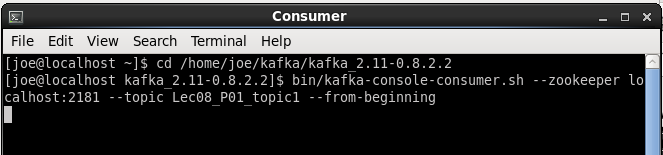 Consumer
File Edit View Search Terminal Help
[joe@localhost ~]$ cd /home/joe/kafka/kafka_2.11-0.8.2.2
[joe@localhost kafka_2.11-0.8.2.2]$ bin/kafka-console-consumer.sh --zookeeper lo
calhost:2181 --topic Lec08_P01_topic1 --from-beginning